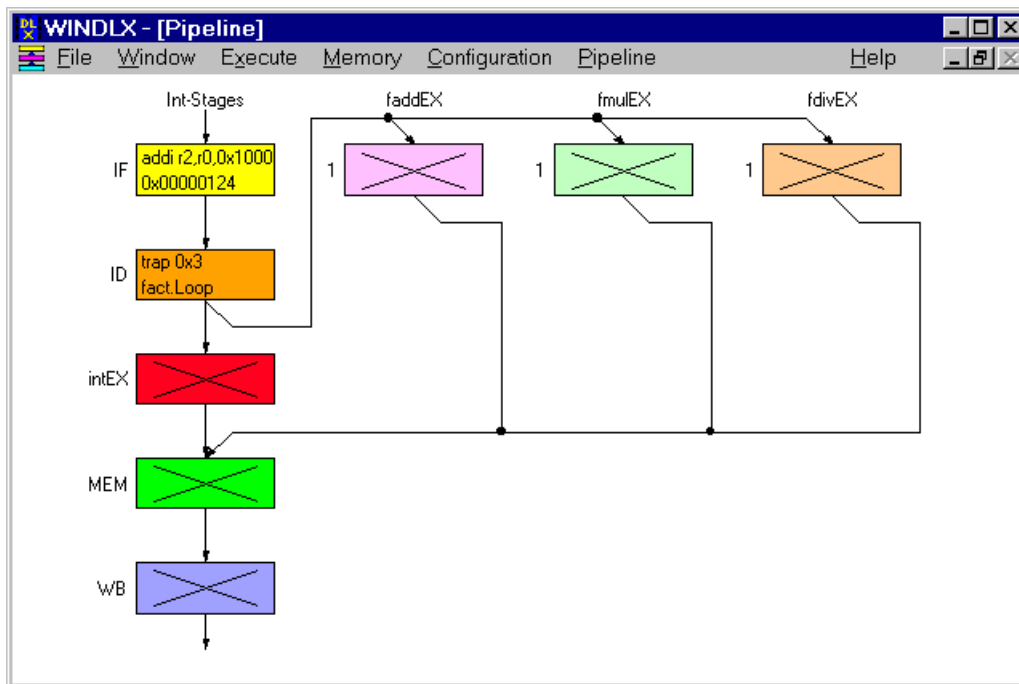 DLX WINDLX - [Pipeline]
File Window Execute Memory Configuration Pipeline Help
Int-Stages faddEX fmulEX fdivEX
IF addi r2,r0,0x1000 1 1 1
0x00000124
ID trap 0x3
fact.Loop
intEX
MEM
WB